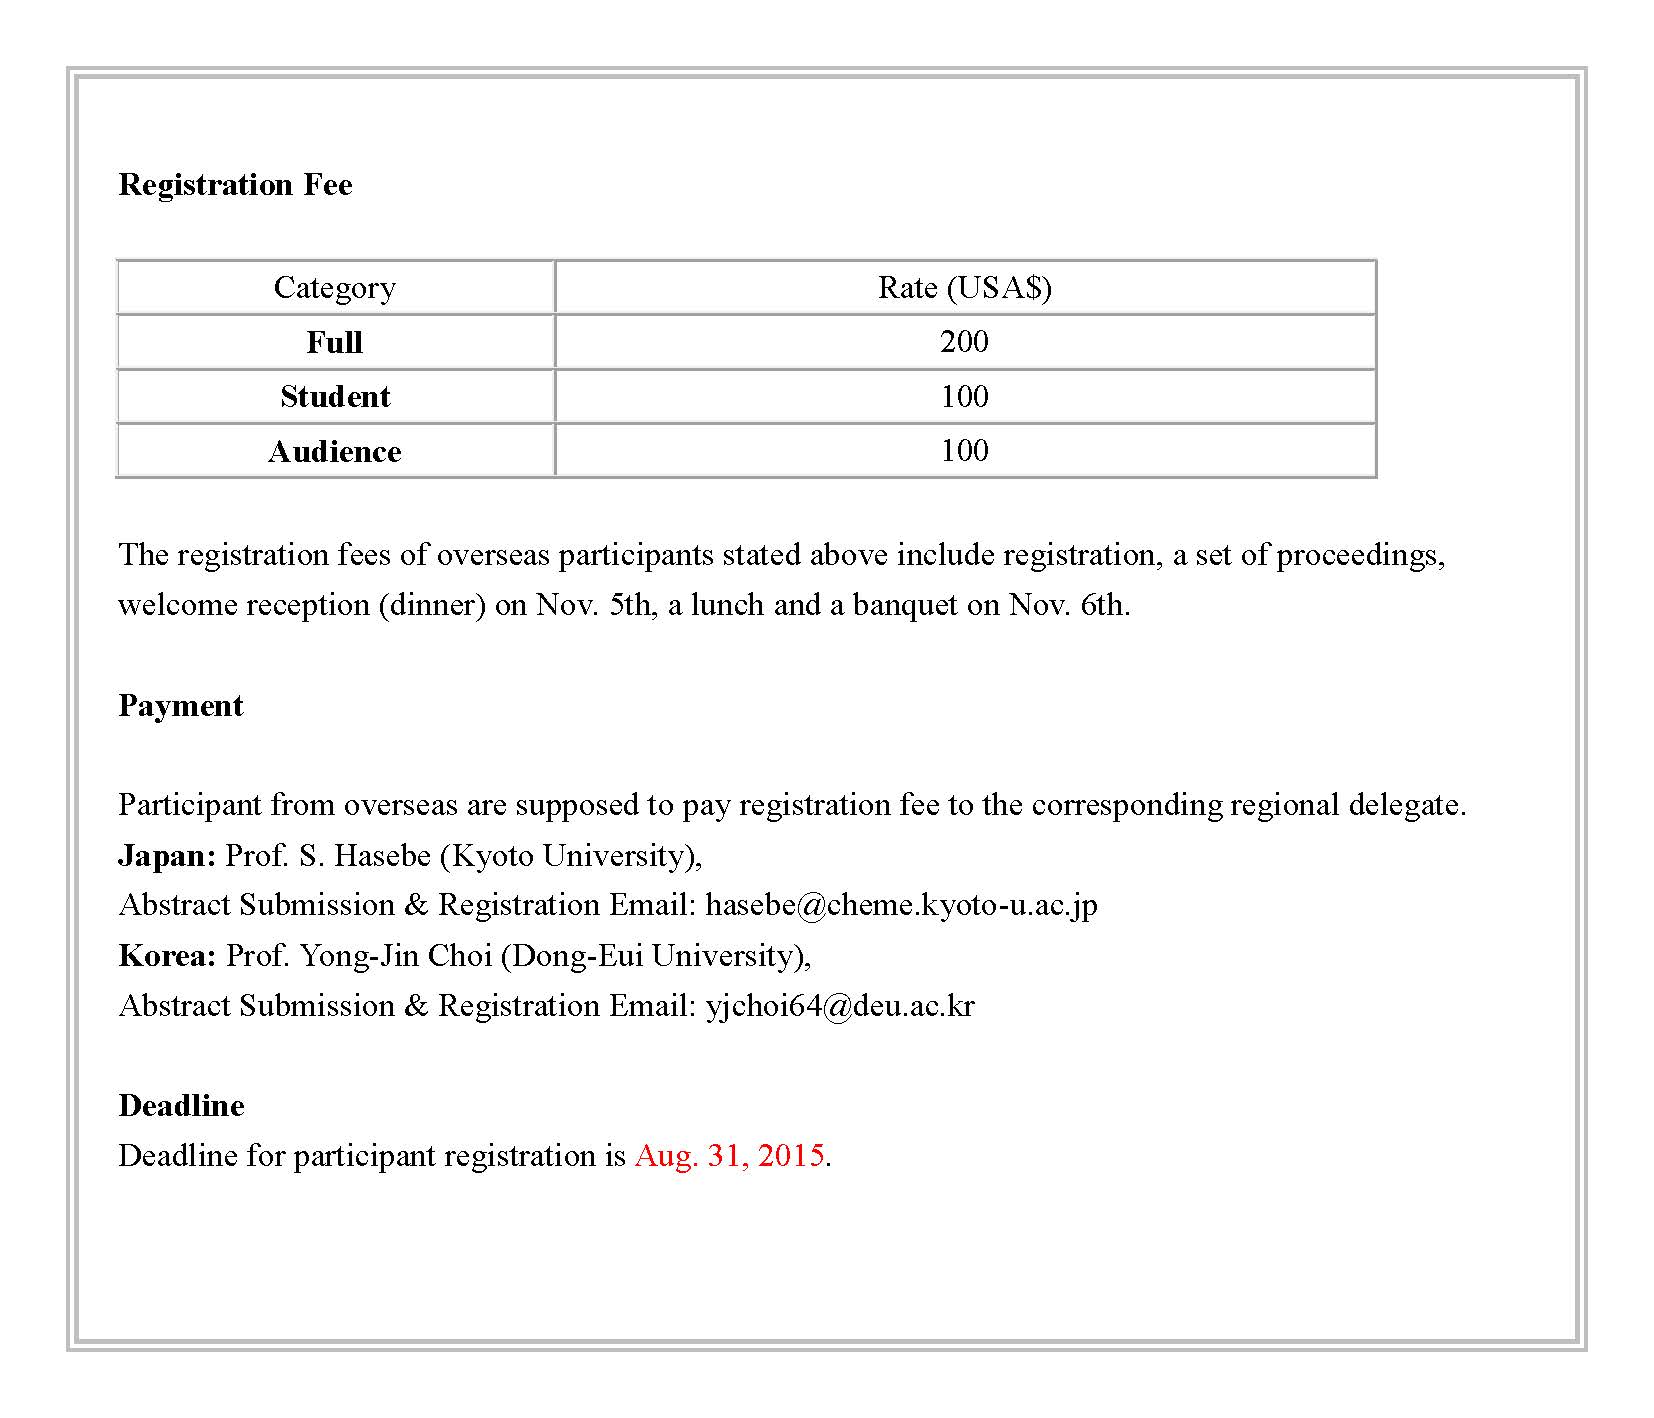 Registration Fee
Category Rate (USA$)
Full 200
Student 100
Audience 100
The registration fees of overseas participants stated above include registration, a set of proceedings,
welcome reception (dinner) on Nov. 5th, a lunch and a banquet on Nov. 6th.
Payment
Participant from overseas are supposed to pay registration fee to the corresponding regional delegate.
Japan: Prof. S. Hasebe (Kyoto University),
Abstract Submission & Registration Email: hasebe@cheme.kyoto-u.ac.jp
Korea: Prof. Yong-Jin Choi (Dong-Eui University),
Abstract Submission & Registration Email: yjchoi64@deu.ac.kr
Deadline
Deadline for participant registration is Aug. 31, 2015.